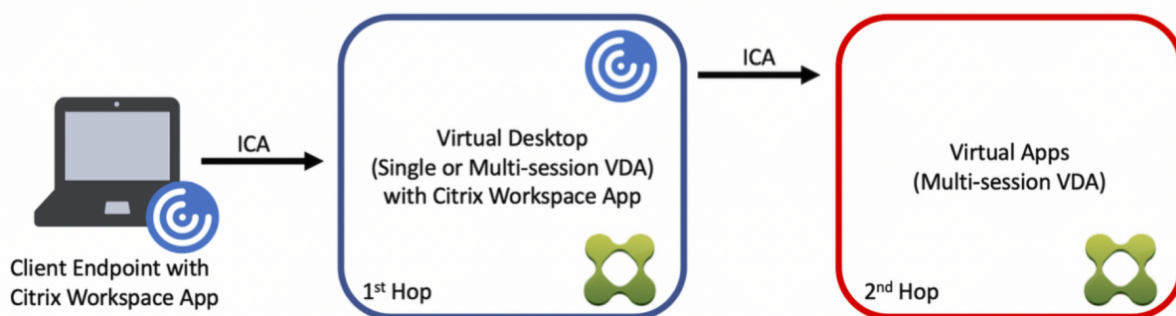 Client Endpoint with
Citrix Workspace App
ICA
Virtual Desktop
(Single or Multi-session VDA)
with Citrix Workspace App
1st Hop
ICA
Virtual Apps
(Multi-session VDA)
2nd Hop